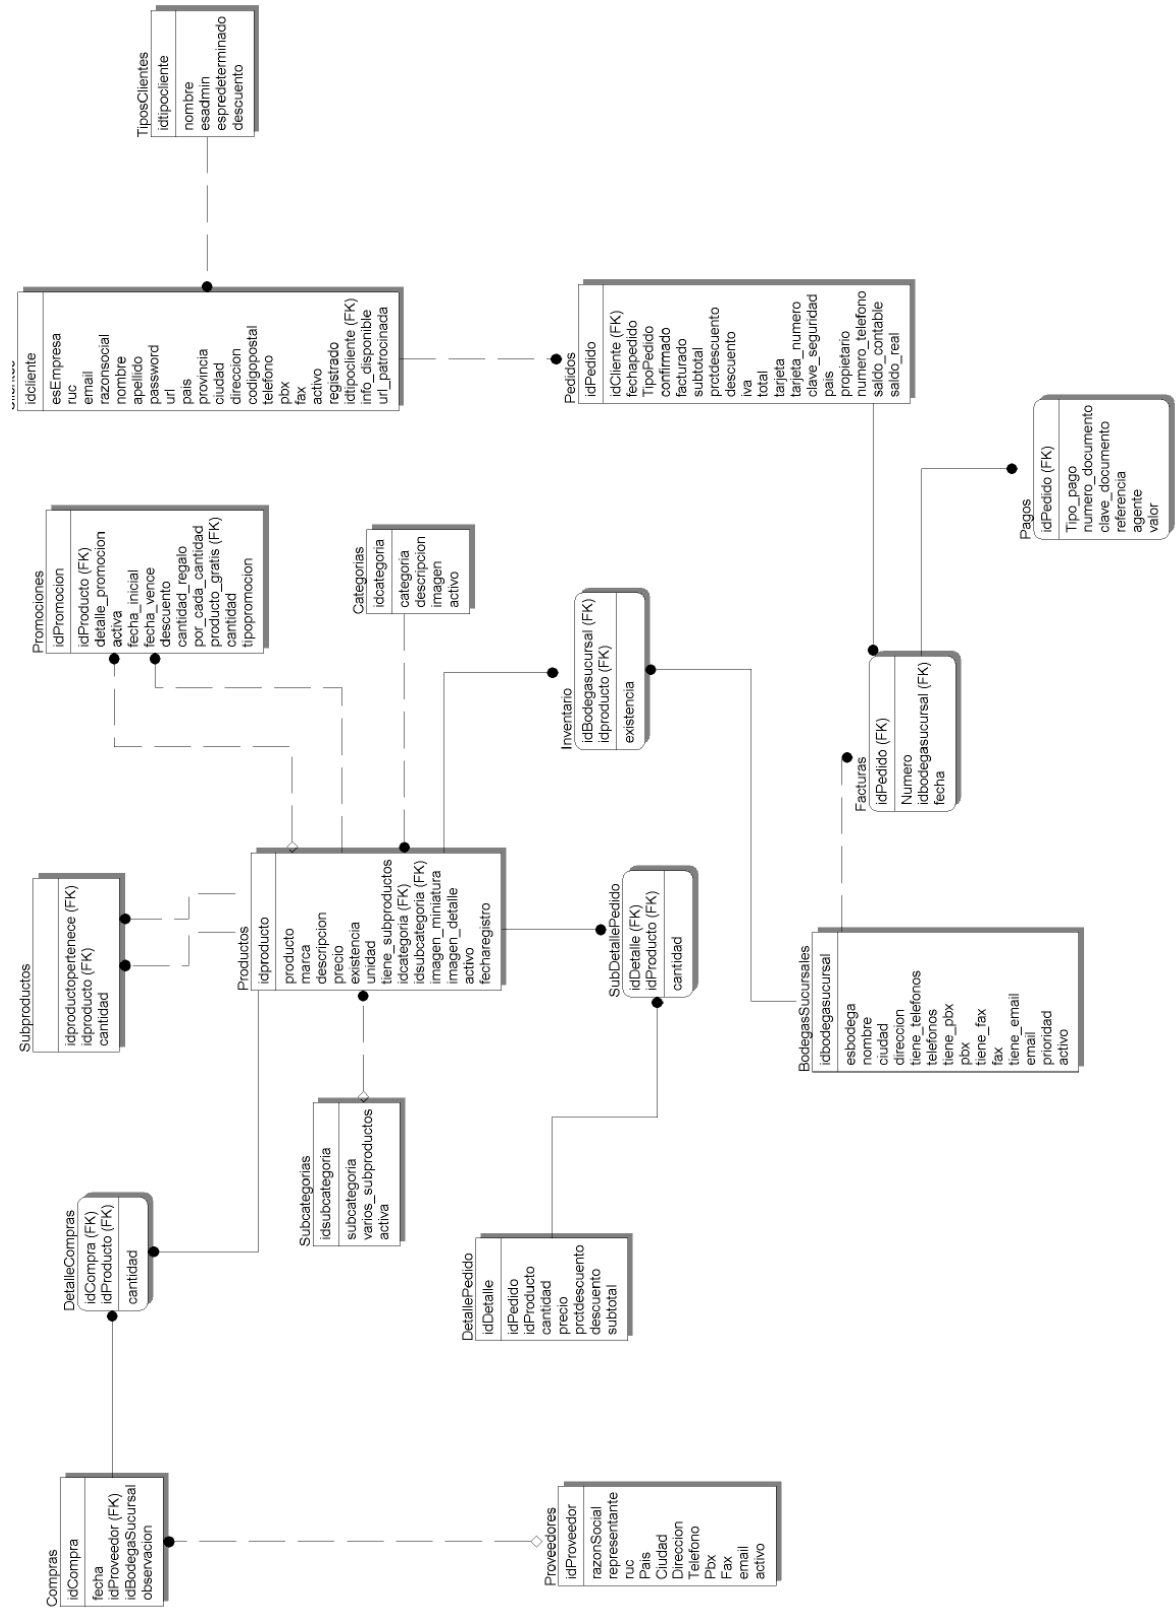 TiposClientes
idtipocliente
nombre
esadmin
espredeterminado
descuento
idcliente
esEmpresa
ruc
email
razonsocial
nombre
apellido
password
url
pais
provincia
ciudad
direccion
codigopostal
telefono
pbx
fax
activo
registrado
idtipocliente (FK)
info_disponible
url_patrocinada
Pedidos
idPedido
idCliente (FK)
fechapedido
TipoPedido
confirmado
facturado
subtotal
prctdescuento
descuento
iva
total
tarjeta
tarjeta_numero
clave_seguridad
pais
propietario
numero_telefono
saldo_contable
saldo_real
Promociones
idPromocion
idProducto (FK)
detalle_promocion
activa
fecha_inicial
fecha_vence
descuento
cantidad_regalo
por_cada_cantidad
producto_gratis (FK)
cantidad
tipopromocion
Categorias
idcategoria
categoria
descripcion
imagen
activo
Inventario
idBodegasucursal (FK)
idproducto (FK)
existencia
Pagos
idPedido (FK)
Tipo_pago
numero_documento
clave_documento
referencia
agente
valor
Facturas
idPedido (FK)
Numero
idbodegasucursal (FK)
fecha
Subproductos
idproductopertenece (FK)
idproducto (FK)
cantidad
Productos
idproducto
producto
marca
descripcion
precio
existencia
unidad
tiene_subproductos
idcategoria (FK)
idsubcategoria (FK)
imagen_miniatura
imagen_detalle
activo
fecharegistro
SubDetallePedido
idDetalle (FK)
idProducto (FK)
cantidad
BodegasSucursales
idbodegasucursal
esbodega
nombre
ciudad
direccion
tiene_telefonos
telefonos
tiene_pbx
pbx
tiene_fax
fax
tiene_email
email
prioridad
activo
Subcategorias
idsubcategoria
subcategoria
varios_subproductos
activa
DetalleCompras
idCompra (FK)
idProducto (FK)
cantidad
DetallePedido
idDetalle
idPedido
idProducto
cantidad
precio
prctdescuento
descuento
subtotal
Compras
idCompra
fecha
idProveedor (FK)
idBodegaSucursal
observacion
Proveedores
idProveedor
razonSocial
representante
ruc
Pais
Ciudad
Direccion
Telefono
Pbx
Fax
email
activo